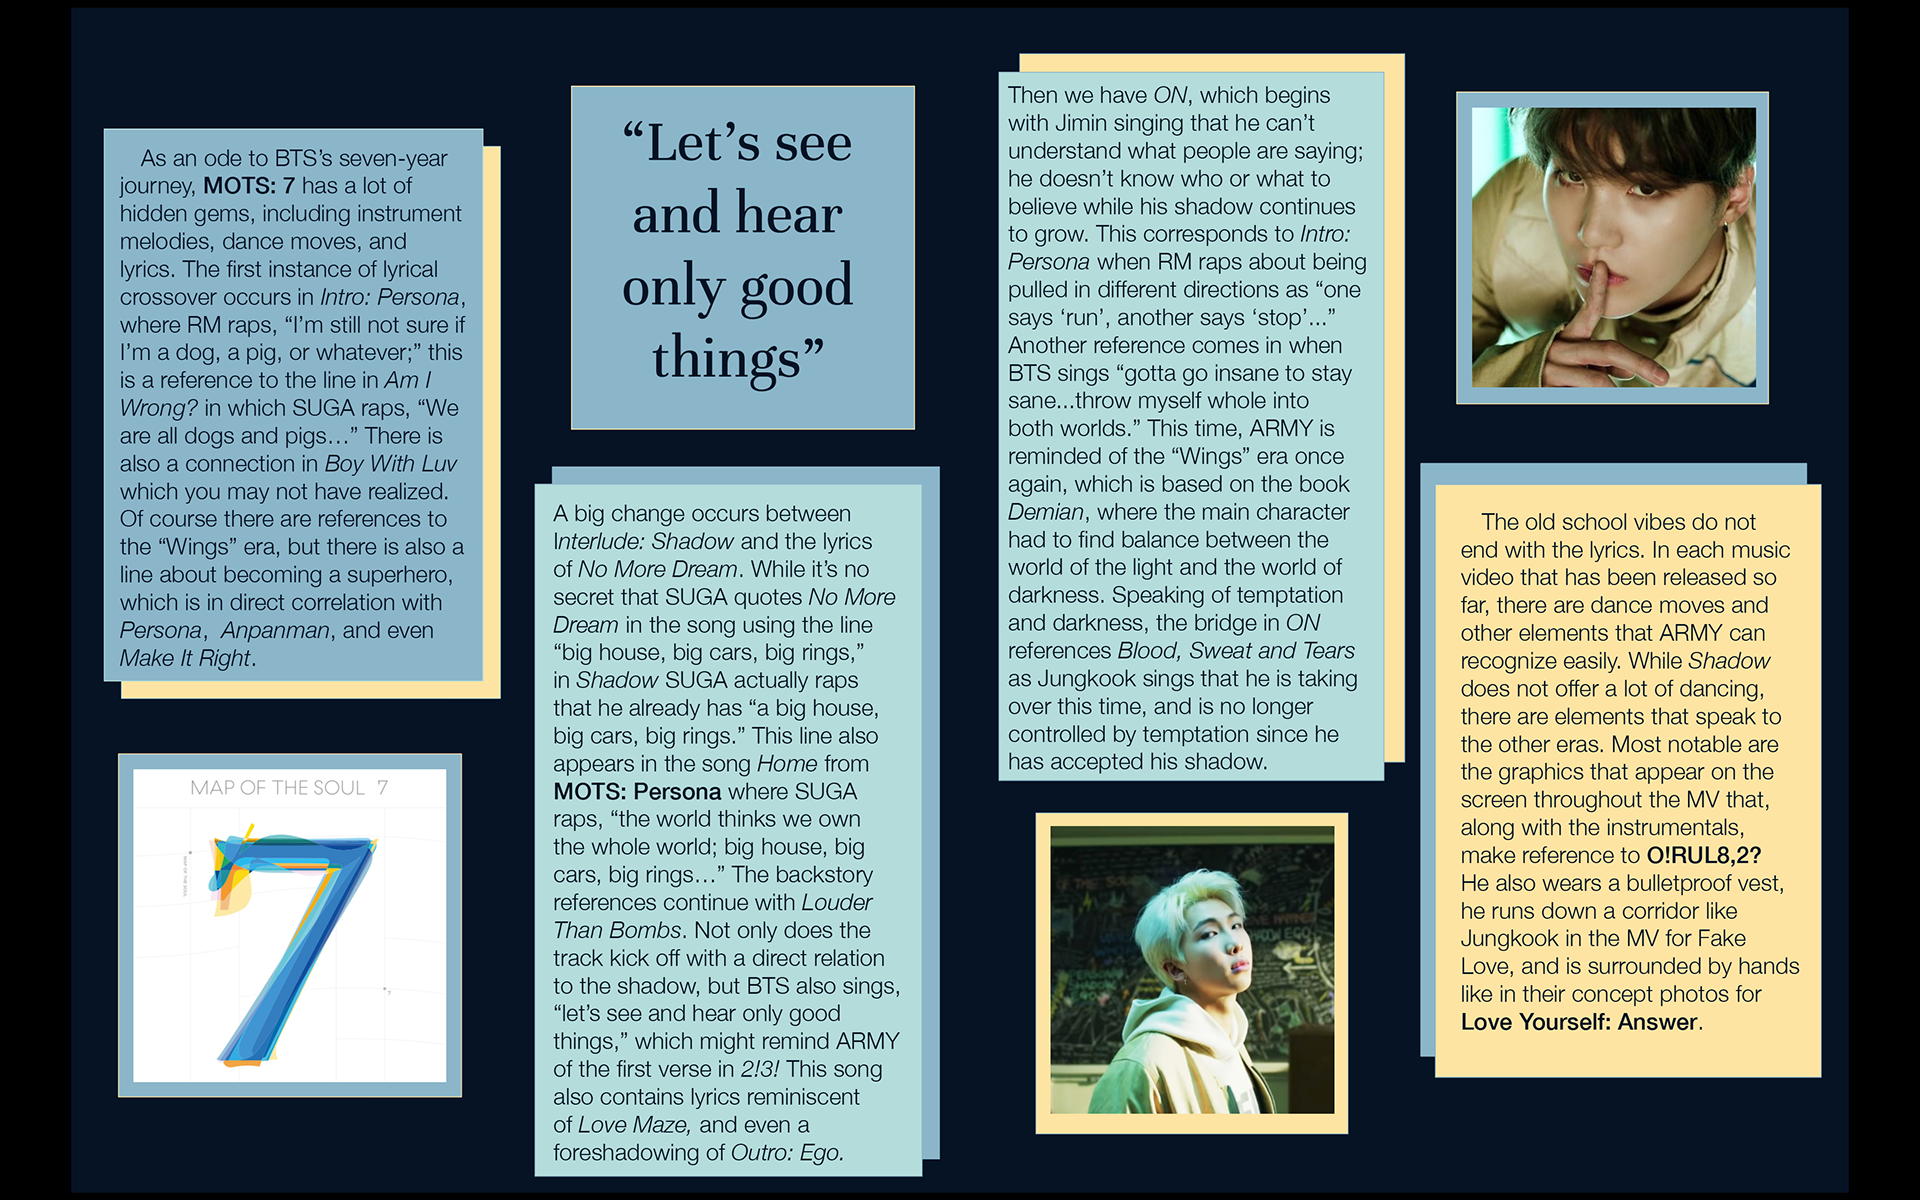 As an ode to BTS’s seven-year
journey, MOTS: 7 has a lot of
hidden gems, including instrument
melodies, dance moves, and
lyrics. The first instance of lyrical
crossover occurs in Intro: Persona,
where RM raps, “I’m still not sure if
I’m a dog, a pig, or whatever;” this
is a reference to the line in Am I
Wrong? in which SUGA raps, “We
are all dogs and pigs…” There is
also a connection in Boy With Luv
which you may not have realized.
Of course there are references to
the “Wings” era, but there is also a
line about becoming a superhero,
which is in direct correlation with
Persona, Anpanman, and even
Make It Right.
MAP OF THE SOUL 7
“Let’s see
and hear
only good
things”
A big change occurs between
Interlude: Shadow and the lyrics
of No More Dream. While it’s no
secret that SUGA quotes No More
Dream in the song using the line
“big house, big cars, big rings,”
in Shadow SUGA actually raps
that he already has “a big house,
big cars, big rings.” This line also
appears in the song Home from
MOTS: Persona where SUGA
raps, “the world thinks we own
the whole world; big house, big
cars, big rings…” The backstory
references continue with Louder
Than Bombs. Not only does the
track kick off with a direct relation
to the shadow, but BTS also sings,
“let’s see and hear only good
things,” which might remind ARMY
of the first verse in 2!3! This song
also contains lyrics reminiscent
of Love Maze, and even a
foreshadowing of Outro: Ego.
Then we have ON, which begins
with Jimin singing that he can’t
understand what people are saying;
he doesn’t know who or what to
believe while his shadow continues
to grow. This corresponds to Intro:
Persona when RM raps about being
pulled in different directions as “one
says ‘run’, another says ‘stop’...”
Another reference comes in when
BTS sings “gotta go insane to stay
sane...throw myself whole into
both worlds.” This time, ARMY is
reminded of the “Wings” era once
again, which is based on the book
Demian, where the main character
had to find balance between the
world of the light and the world of
darkness. Speaking of temptation
and darkness, the bridge in ON
references Blood, Sweat and Tears
as Jungkook sings that he is taking
over this time, and is no longer
controlled by temptation since he
has accepted his shadow.
The old school vibes do not
end with the lyrics. In each music
video that has been released so
far, there are dance moves and
other elements that ARMY can
recognize easily. While Shadow
does not offer a lot of dancing,
there are elements that speak to
the other eras. Most notable are
the graphics that appear on the
screen throughout the MV that,
along with the instrumentals,
make reference to O!RUL8,2?
He also wears a bulletproof vest,
he runs down a corridor like
Jungkook in the MV for Fake
Love, and is surrounded by hands
like in their concept photos for
Love Yourself: Answer.